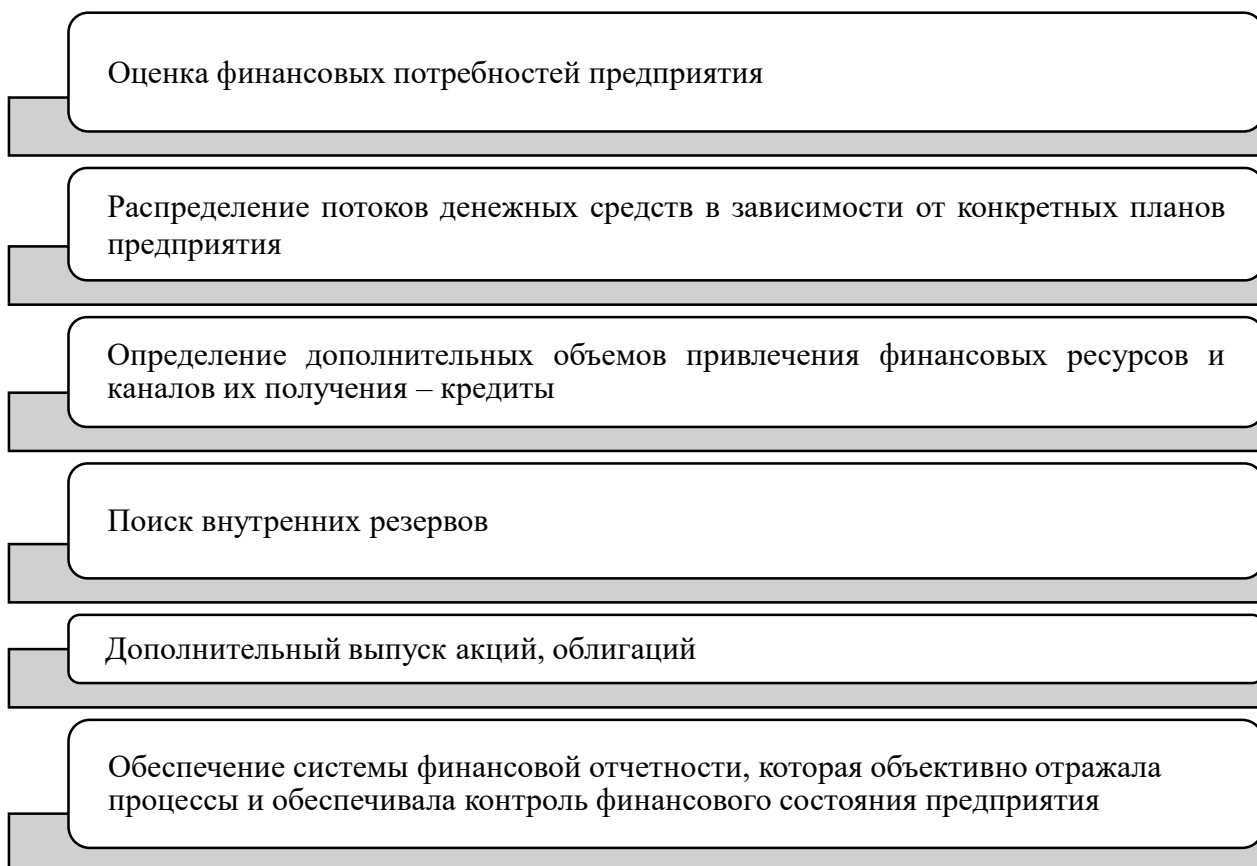 Оценка финансовых потребностей предприятия
Распределение потоков денежных средств в зависимости от конкретных планов
предприятия
Определение дополнительных объемов привлечения финансовых ресурсов и
каналов их получения – кредиты
Поиск внутренних резервов
Дополнительный выпуск акций, облигаций
Обеспечение системы финансовой отчетности, которая объективно отражала
процессы и обеспечивала контроль финансового состояния предприятия